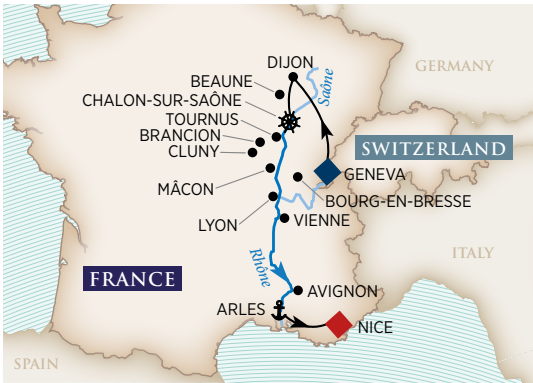 DIJON
GERMANY
BEAUNE
Saône
CHALON-SUR-SAÔNE
TOURNUS
BRANCION
CLUNY
SWITZERLAND
GENEVA
MÂCON
BOURG-EN-BRESSE
LYON
VIENNE
ITALY
Rhône
FRANCE
AVIGNON
ARLES
NICE
SPAIN